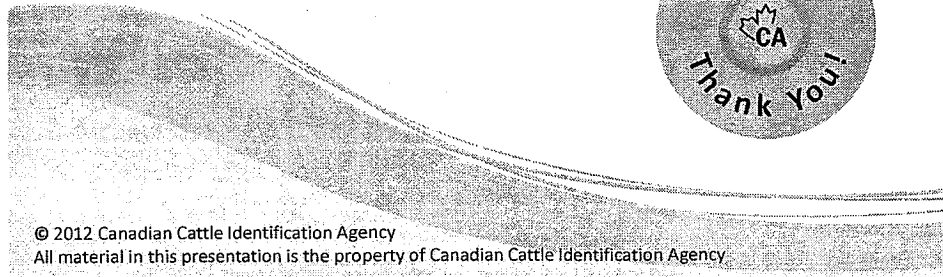 CA
Thank You!
© 2012 Canadian Cattle Identification Agency
All material in this presentation is the property of Canadian Cattle Identification Agency